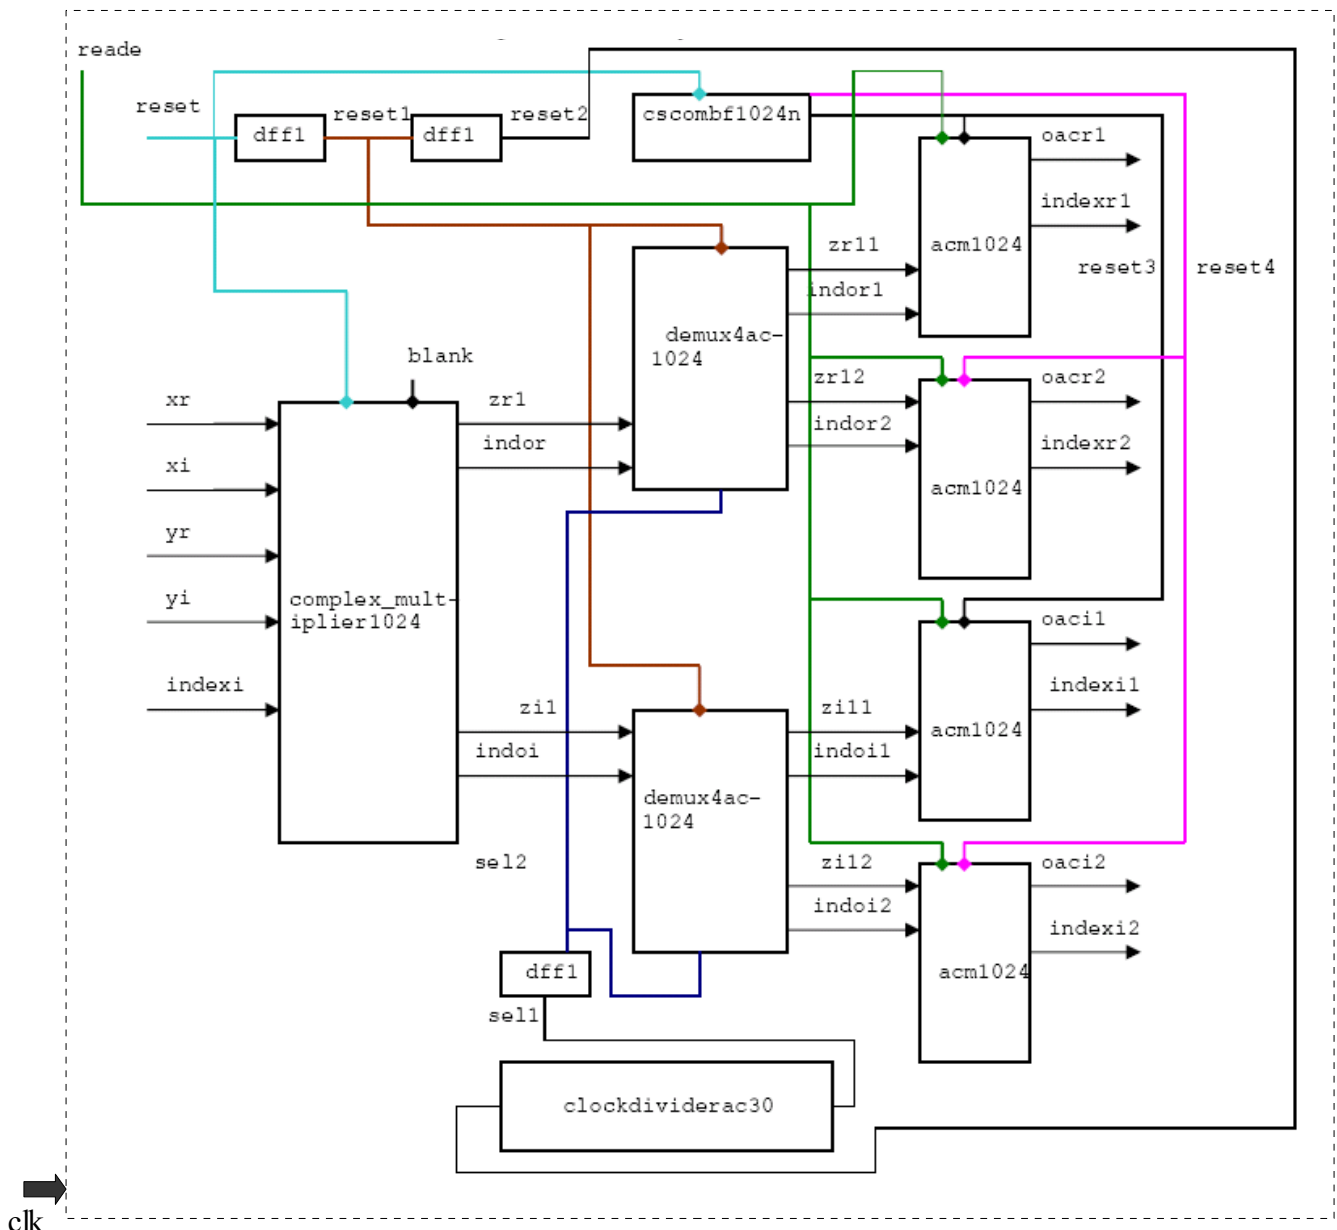 reade
reset
reset1
reset2
dff1
dff1
cscombf1024n
oacr1
indexr1
acm1024
zr11
indor1
reset3
reset4
demux4ac-
1024
blank
xr
zr1
zr12
oacr2
indor
indor2
indexr2
xi
acm1024
yr
yi
complex_mult-
iplier1024
oaci1
indexi
indexi1
zi1
zi11
acm1024
indoi
indoi1
demux4ac-
1024
sel2
zi12
oaci2
indoi2
indexi2
dff1
acm1024
sel1
clockdividerac30
clk